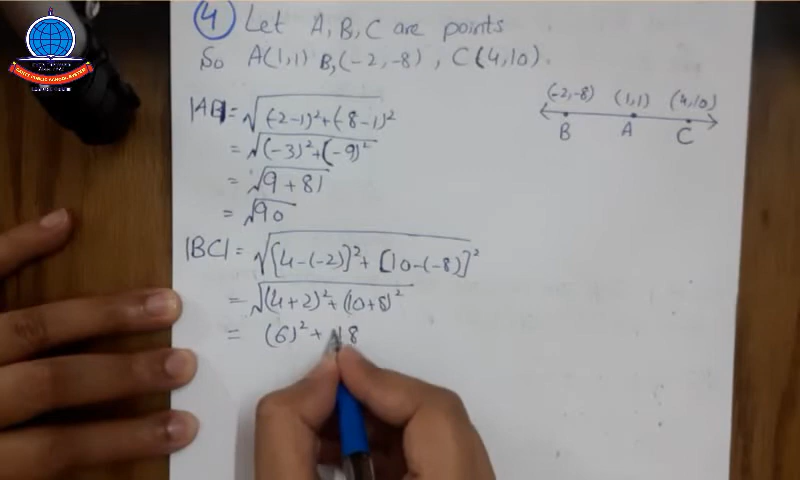 ④ Let A, B, C are points
So A(1,1) B,(-2,-8), C(4,10).
|AB| = √(-2-1)²+(-8-1)²
= √(-3)²+(-9)²
= √9+81
= √90
(-2,-8) (1,1) (4,10)
B A C
|BC| = √[4-(-2)]²+[10-(-8)]²
= √(4+2)²+(10+8)²
= (6)²+18